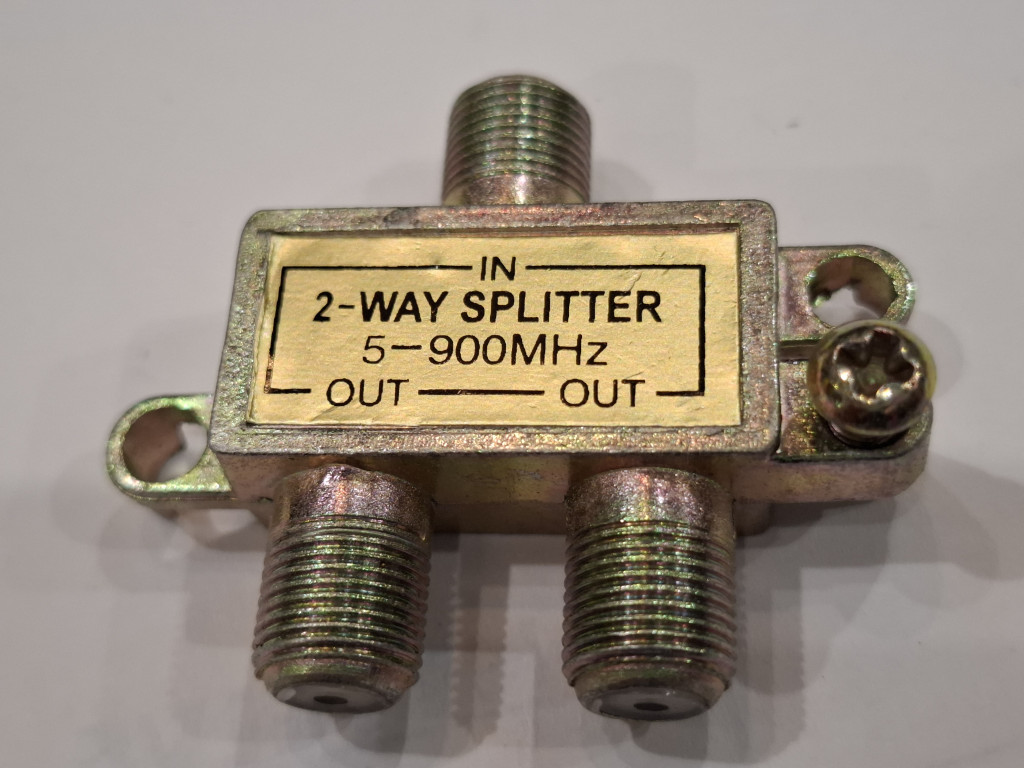 IN
2-WAY SPLITTER
5-900MHz
OUT OUT